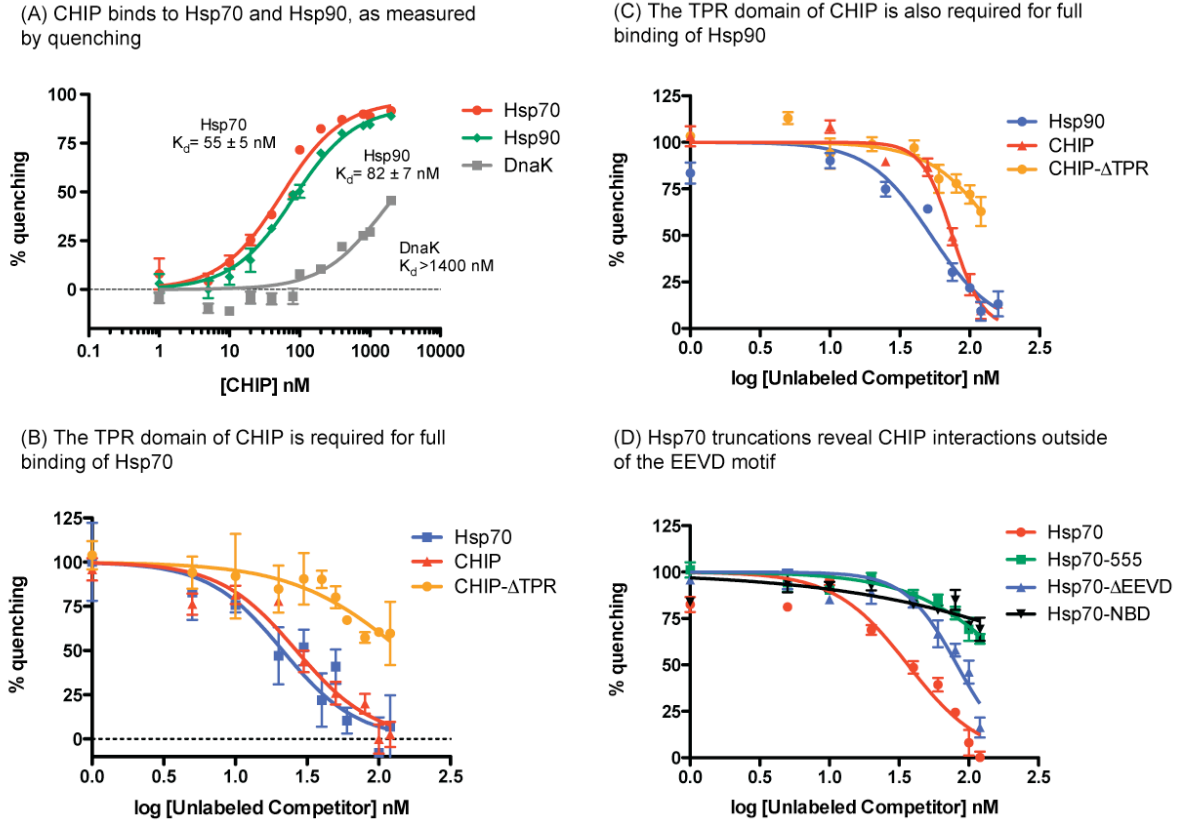 (A) CHIP binds to Hsp70 and Hsp90, as measured
by quenching
100
75
50
25
0
% quenching
Hsp70
Kd= 55 ± 5 nM
Hsp90
Kd= 82 ± 7 nM
DnaK
Kd>1400 nM
Hsp70
Hsp90
DnaK
0.1 1 10 100 1000 10000
[CHIP] nM
(B) The TPR domain of CHIP is required for full
binding of Hsp70
125
100
75
50
25
0
% quenching
Hsp70
CHIP
CHIP-ΔTPR
0.0 0.5 1.0 1.5 2.0 2.5
log [Unlabeled Competitor] nM
(C) The TPR domain of CHIP is also required for full
binding of Hsp90
125
100
75
50
25
0
% quenching
Hsp90
CHIP
CHIP-ΔTPR
0.0 0.5 1.0 1.5 2.0 2.5
log [Unlabeled Competitor] nM
(D) Hsp70 truncations reveal CHIP interactions outside
of the EEVD motif
125
100
75
50
25
0
% quenching
Hsp70
Hsp70-555
Hsp70-ΔEEVD
Hsp70-NBD
0.0 0.5 1.0 1.5 2.0 2.5
log [Unlabeled Competitor] nM